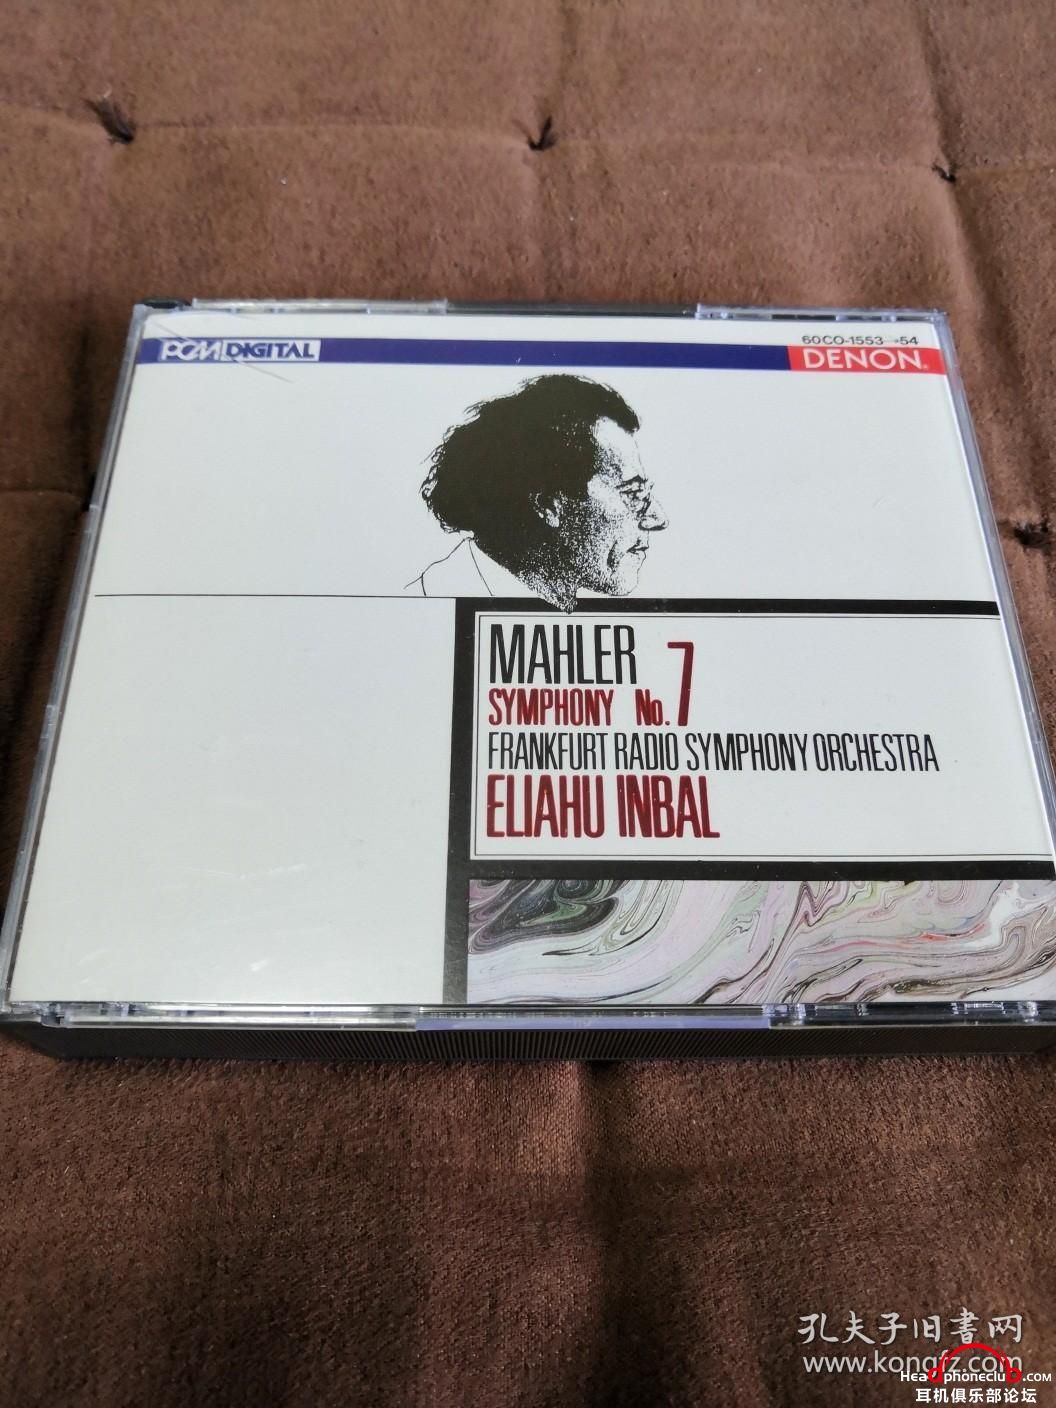 60CO-1553→54
PCM DIGITAL
DENON®
MAHLER
SYMPHONY No.7
FRANKFURT RADIO SYMPHONY ORCHESTRA
ELIAHU INBAL
孔夫子旧书网
www.kongfz.com
Headphoneclub.com
耳机俱乐部论坛